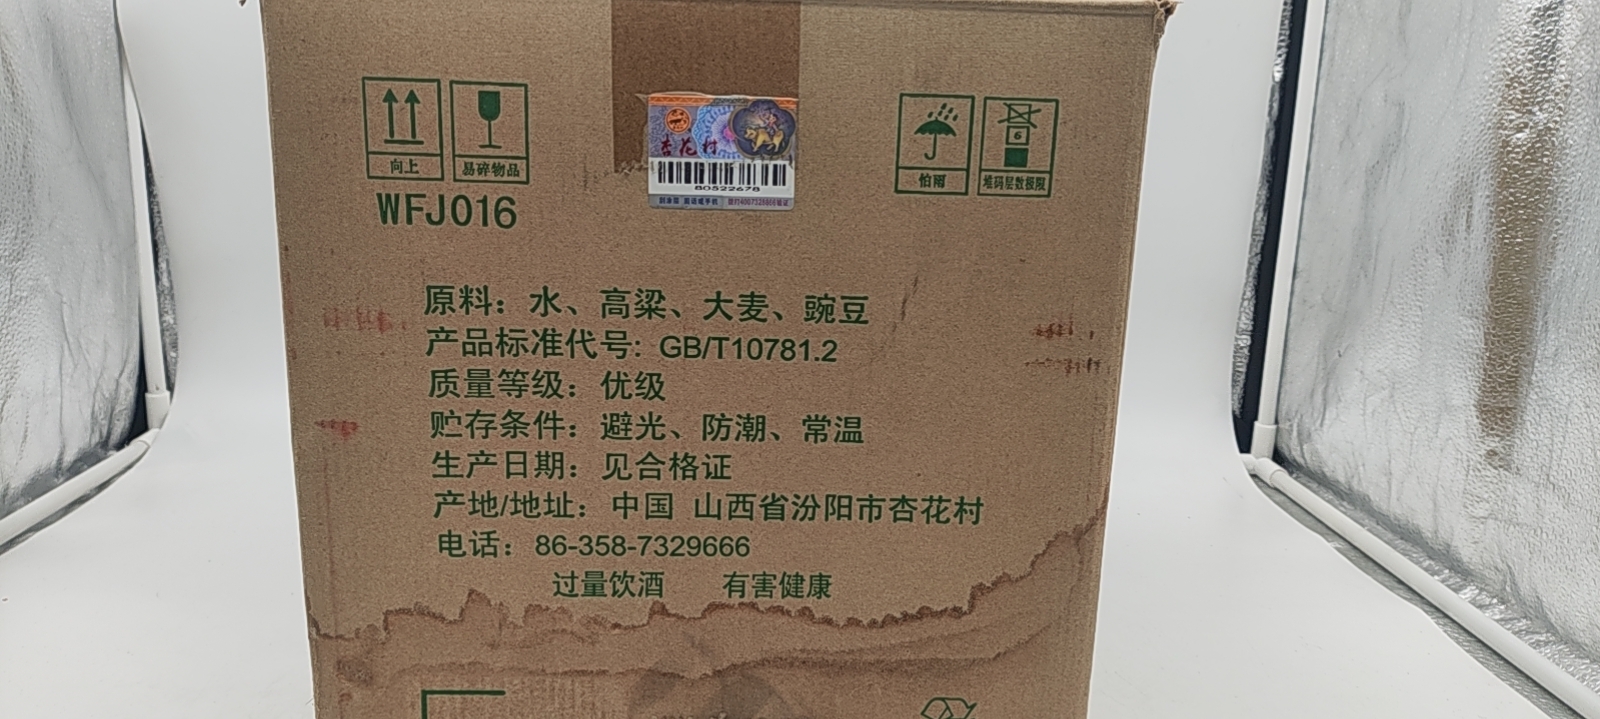 向上
易碎物品
WFJ016
杏花村
80522678
怕雨
6
堆码层数极限
原料：水、高粱、大麦、豌豆
产品标准代号：GB/T10781.2
质量等级：优级
贮存条件：避光、防潮、常温
生产日期：见合格证
产地/地址：中国 山西省汾阳市杏花村
电话：86-358-7329666
过量饮酒 有害健康